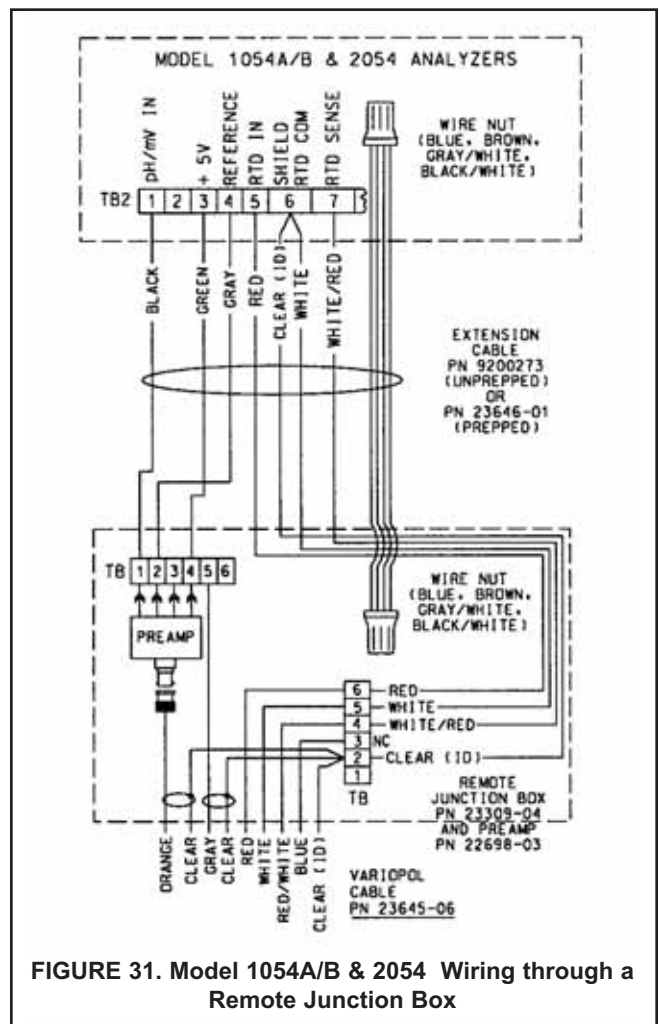 MODEL 1054A/B & 2054 ANALYZERS
pH/mV IN
+ 5V
REFERENCE
RTD IN
SHIELD
RTD COM
RTD SENSE
WIRE NUT
(BLUE, BROWN,
GRAY/WHITE,
BLACK/WHITE)
TB2 1 2 3 4 5 6 7
BLACK
GREEN
GRAY
RED
CLEAR (ID)
WHITE
WHITE/RED
EXTENSION
CABLE
PN 9200273
(UNPREPPED)
OR
PN 23646-01
(PREPPED)
TB 1 2 3 4 5 6
PREAMP
WIRE NUT
(BLUE, BROWN,
GRAY/WHITE,
BLACK/WHITE)
6 RED
5 WHITE
4 WHITE/RED
3 NC
2 CLEAR (ID)
1
TB
REMOTE
JUNCTION BOX
PN 23309-04
AND PREAMP
PN 22698-03
ORANGE
CLEAR
GRAY
CLEAR
RED
WHITE
RED/WHITE
BLUE
CLEAR (ID)
VARIOPOL
CABLE
PN 23645-06
FIGURE 31. Model 1054A/B & 2054 Wiring through a
Remote Junction Box